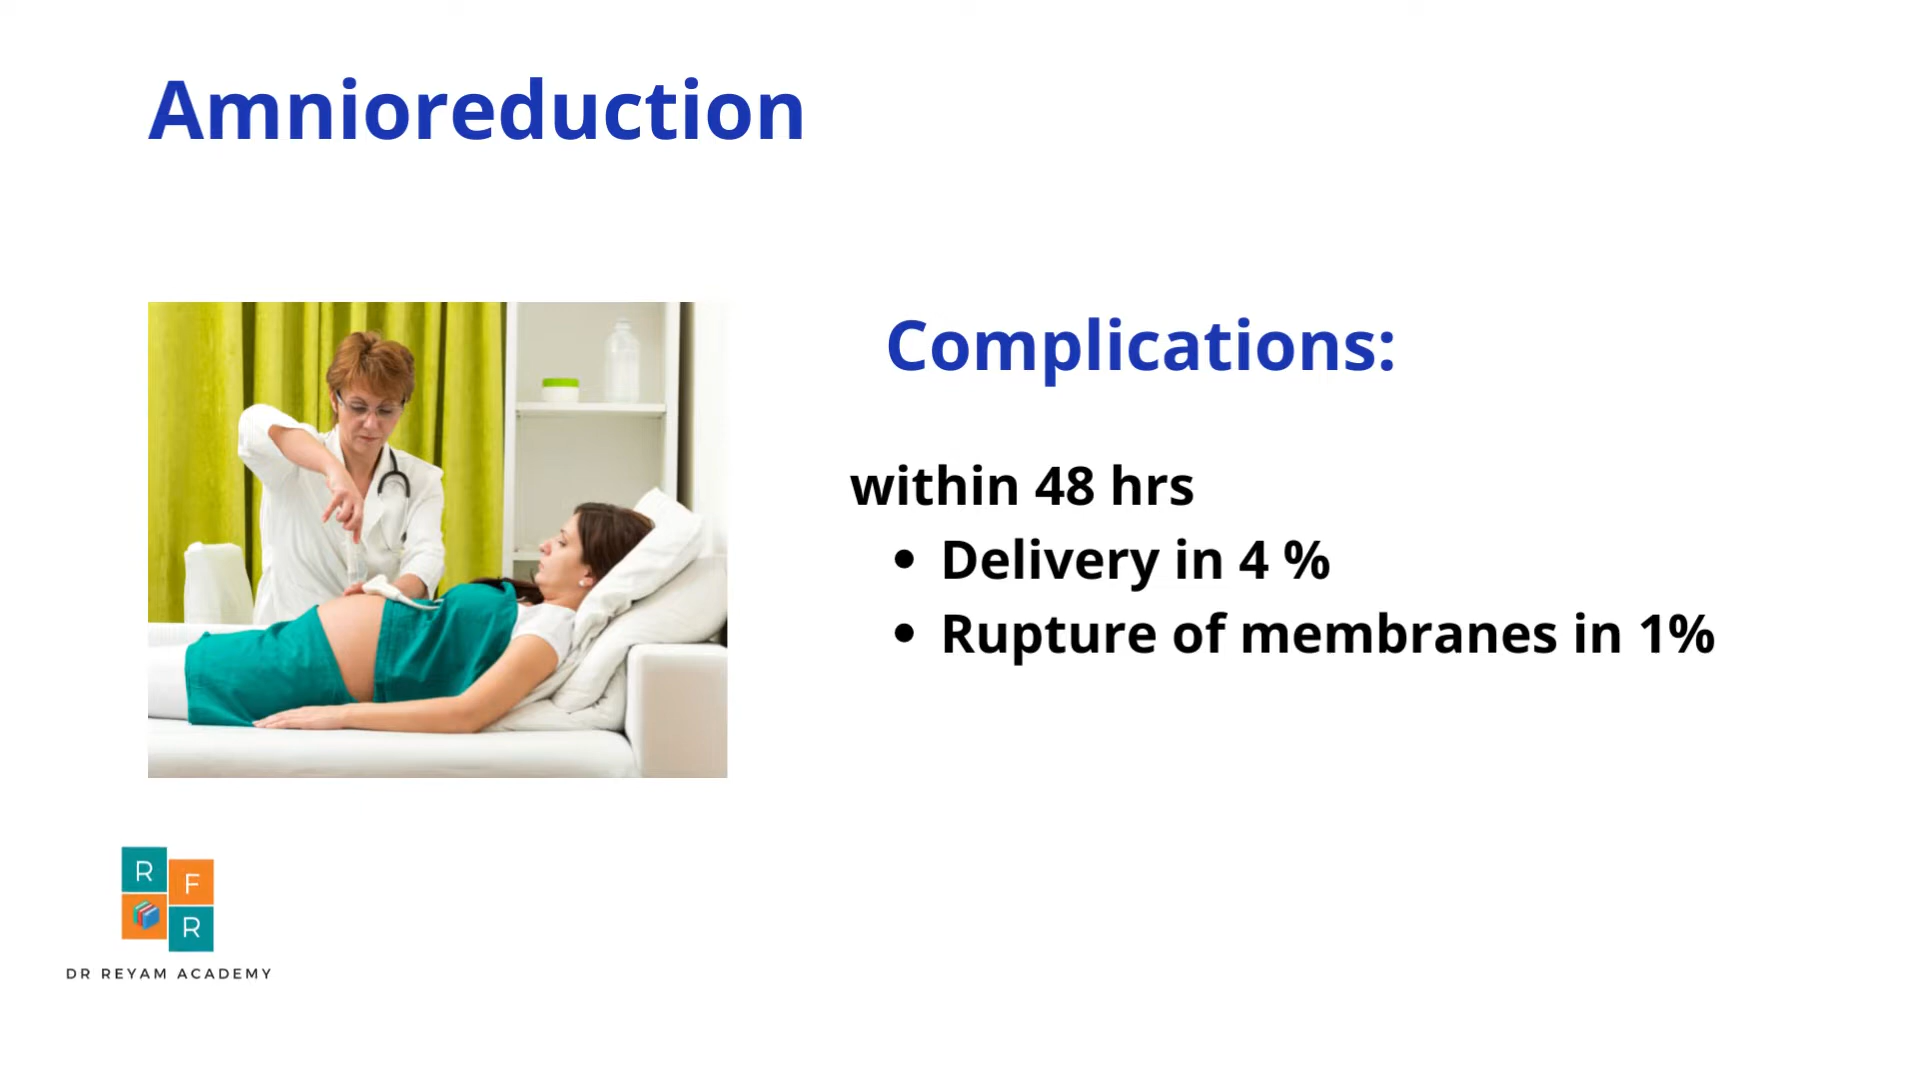 Amnioreduction
Complications:
within 48 hrs
• Delivery in 4 %
• Rupture of membranes in 1%
R
F
R
DR REYAM ACADEMY